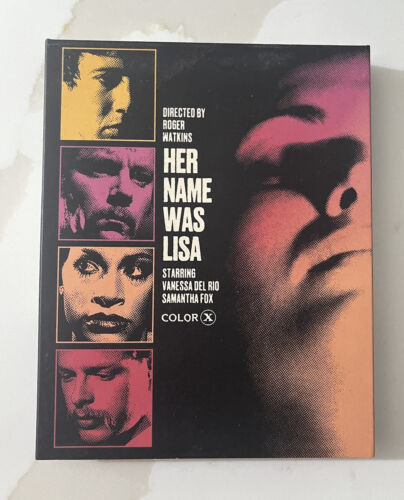 DIRECTED BY
ROGER
WATKINS
HER
NAME
WAS
LISA
STARRING
VANESSA DEL RIO
SAMANTHA FOX
COLOR X